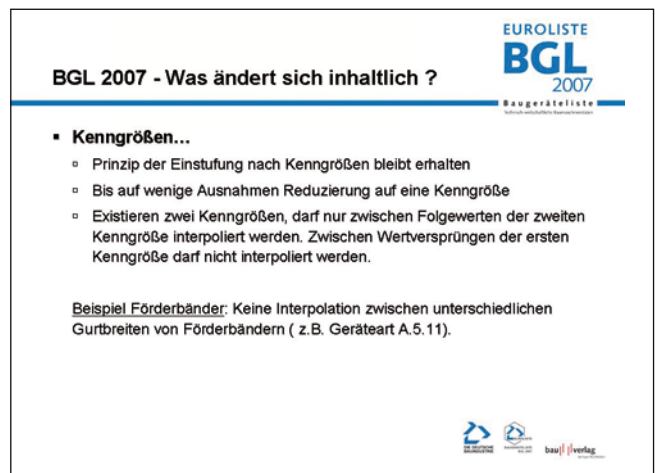 EUROLISTE
BGL
2007
Baugeräteliste
BGL 2007 - Was ändert sich inhaltlich ?
▪ Kenngrößen…
▫ Prinzip der Einstufung nach Kenngrößen bleibt erhalten
▫ Bis auf wenige Ausnahmen Reduzierung auf eine Kenngröße
▫ Existieren zwei Kenngrößen, darf nur zwischen Folgewerten der zweiten
Kenngröße interpoliert werden. Zwischen Wertversprüngen der ersten
Kenngröße darf nicht interpoliert werden.
Beispiel Förderbänder: Keine Interpolation zwischen unterschiedlichen
Gurtbreiten von Förderbändern ( z.B. Geräteart A.5.11).
DIE DEUTSCHE
BAUINDUSTRIE
bau||verlag